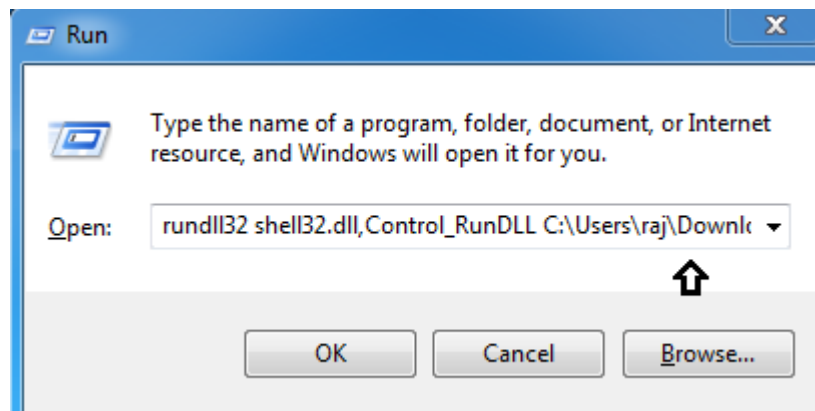 Run
Type the name of a program, folder, document, or Internet
resource, and Windows will open it for you.
Open: rundll32 shell32.dll,Control_RunDLL C:\Users\raj\Downlo
OK Cancel Browse...